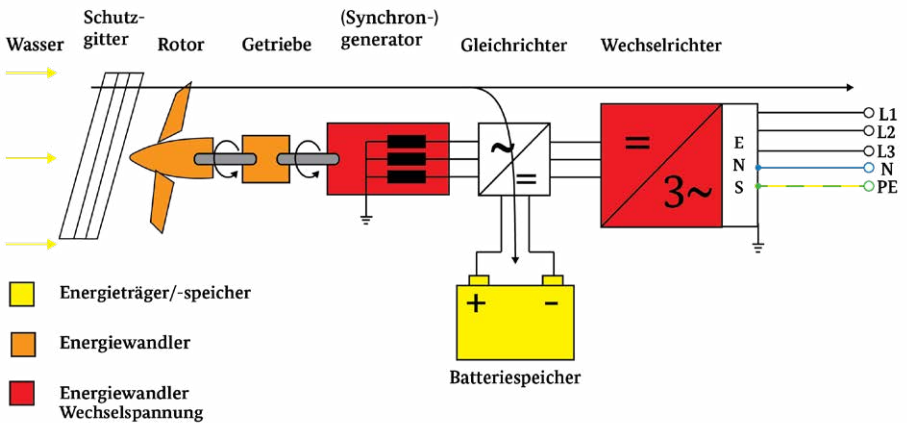 Wasser
Schutz-
gitter
Rotor
Getriebe
(Synchron-)
generator
Gleichrichter
Wechselrichter
~
=
=
3~
E
N
S
L1
L2
L3
N
PE
+ −
Batteriespeicher
Energieträger/-speicher
Energiewandler
Energiewandler
Wechselspannung